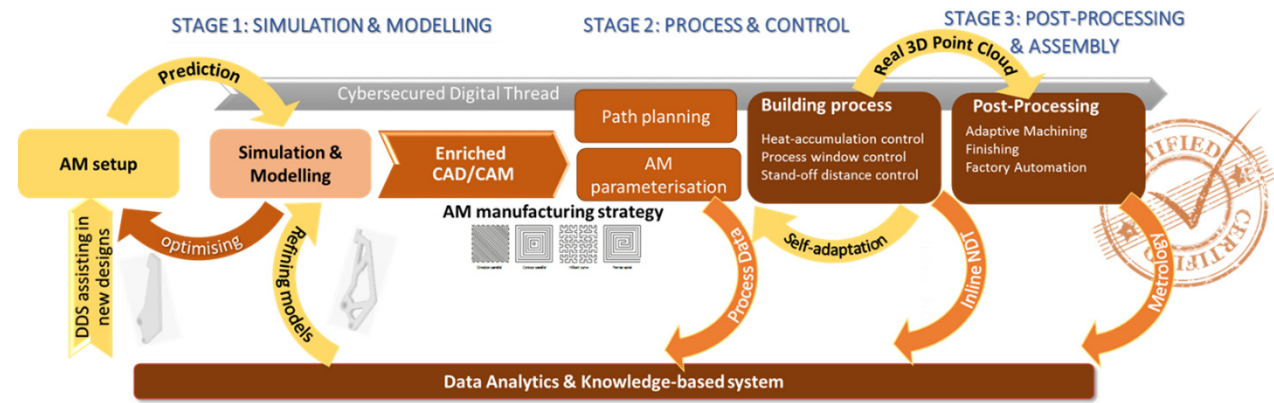 STAGE 1: SIMULATION & MODELLING
STAGE 2: PROCESS & CONTROL
STAGE 3: POST-PROCESSING
& ASSEMBLY
Prediction
Real 3D Point Cloud
Cybersecured Digital Thread
AM setup
Simulation &
Modelling
Enriched
CAD/CAM
Path planning
AM
parameterisation
Building process
Heat-accumulation control
Process window control
Stand-off distance control
Post-Processing
Adaptive Machining
Finishing
Factory Automation
AM manufacturing strategy
DDS assisting in
new designs
optimising
Refining models
Process Data
Self-adaptation
Inline NDT
Metrology
CERTIFIED
Data Analytics & Knowledge-based system